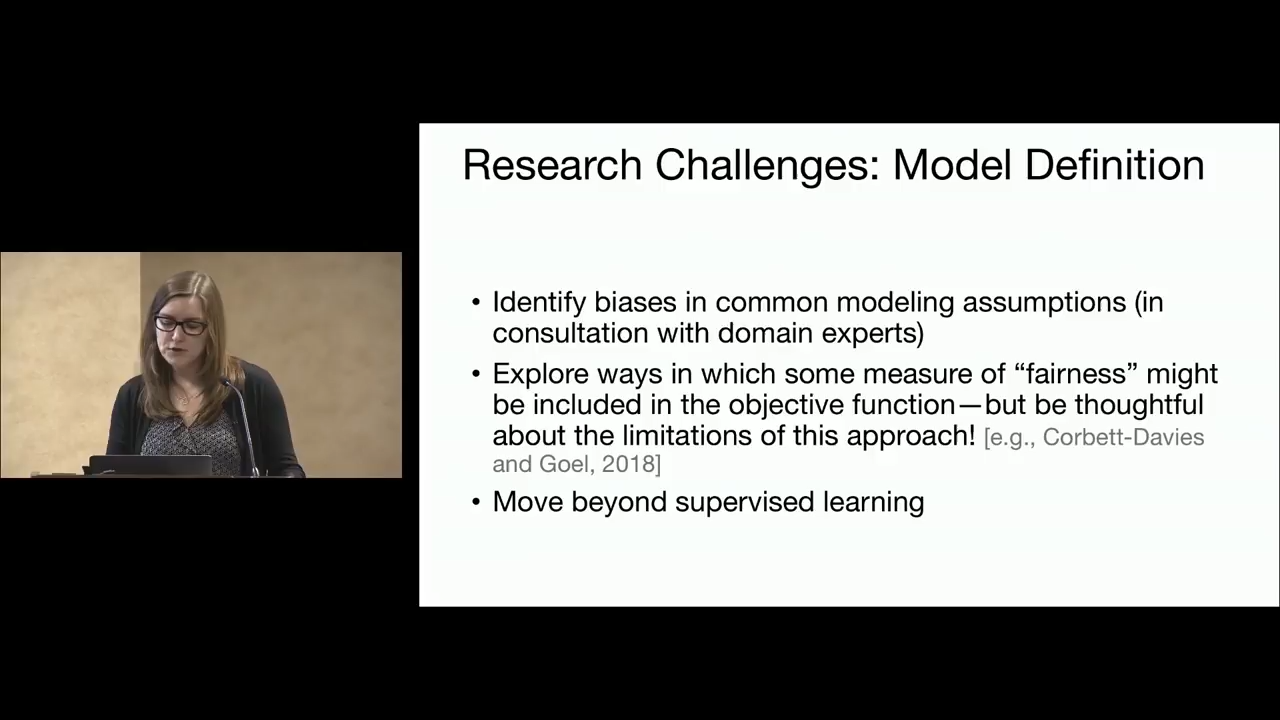 Research Challenges: Model Definition
• Identify biases in common modeling assumptions (in
consultation with domain experts)
• Explore ways in which some measure of “fairness” might
be included in the objective function—but be thoughtful
about the limitations of this approach! [e.g., Corbett-Davies
and Goel, 2018]
• Move beyond supervised learning